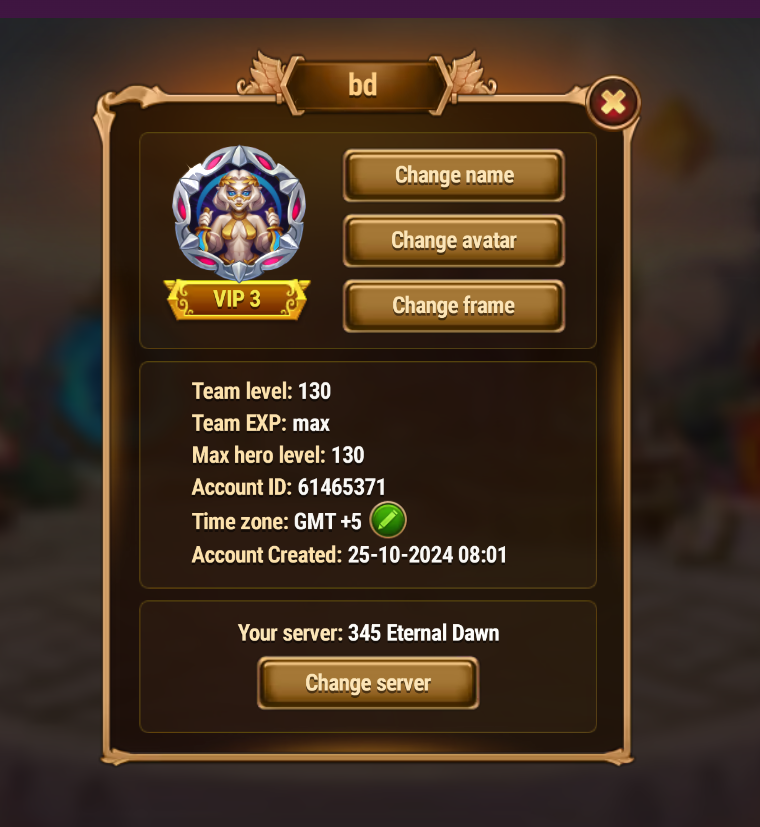 bd
Change name
Change avatar
Change frame
VIP 3
Team level: 130
Team EXP: max
Max hero level: 130
Account ID: 61465371
Time zone: GMT +5
Account Created: 25-10-2024 08:01
Your server: 345 Eternal Dawn
Change server